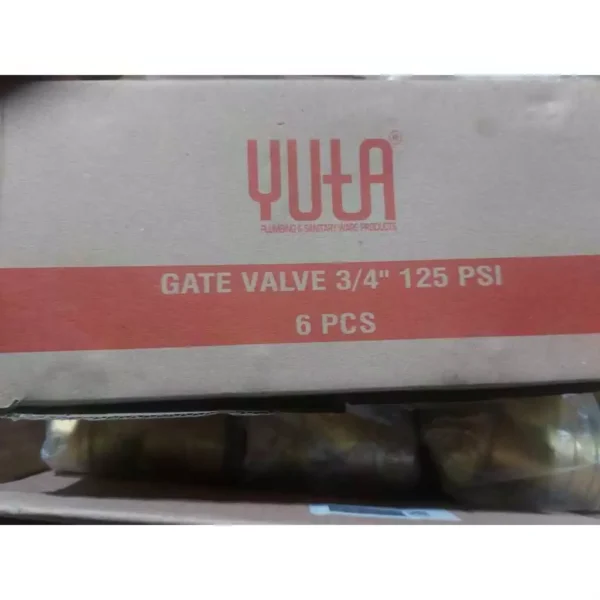 YUtA®
PLUMBING & SANITARY WARE PRODUCTS
GATE VALVE 3/4" 125 PSI
6 PCS